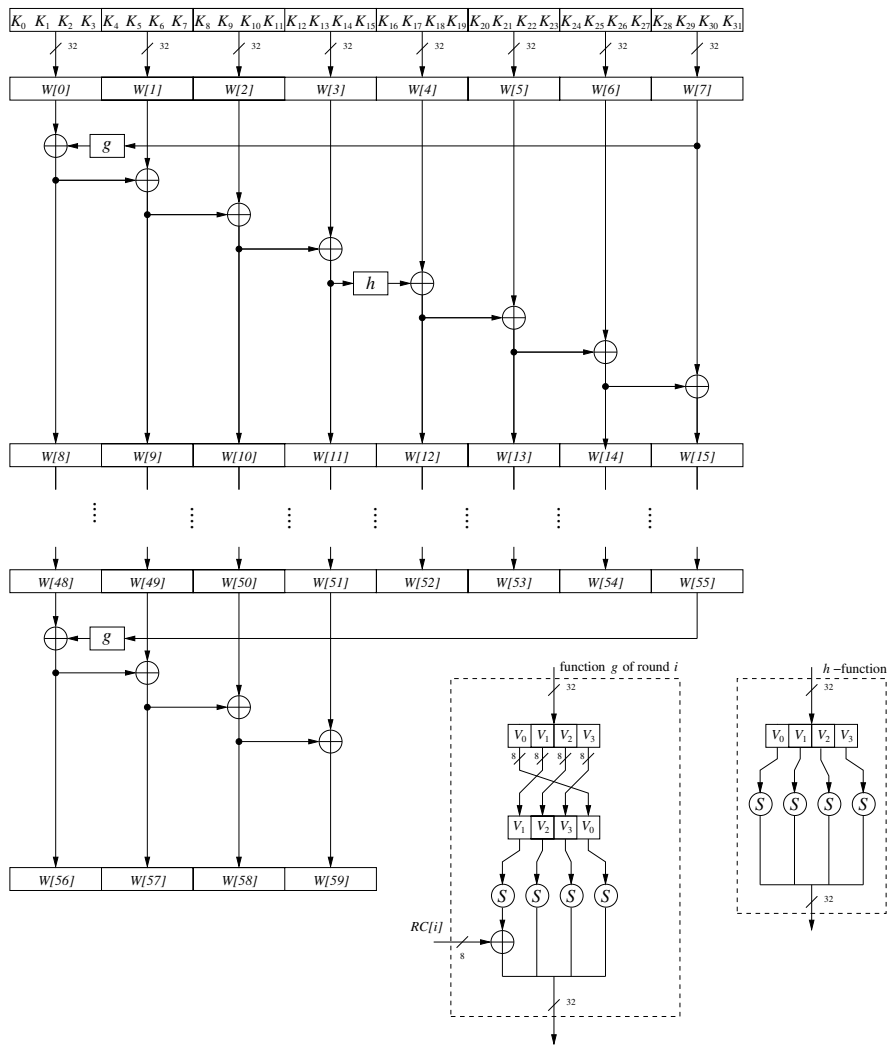 K0 K1 K2 K3 K4 K5 K6 K7 K8 K9 K10 K11 K12 K13 K14 K15 K16 K17 K18 K19 K20 K21 K22 K23 K24 K25 K26 K27 K28 K29 K30 K31
32 32 32 32 32 32 32 32
W[0] W[1] W[2] W[3] W[4] W[5] W[6] W[7]
g
h
W[8] W[9] W[10] W[11] W[12] W[13] W[14] W[15]
W[48] W[49] W[50] W[51] W[52] W[53] W[54] W[55]
g
W[56] W[57] W[58] W[59]
function g of round i
32
V0 V1 V2 V3
8 8 8 8
V1 V2 V3 V0
S S S S
RC[i]
8
32
h −function
32
V0 V1 V2 V3
S S S S
32